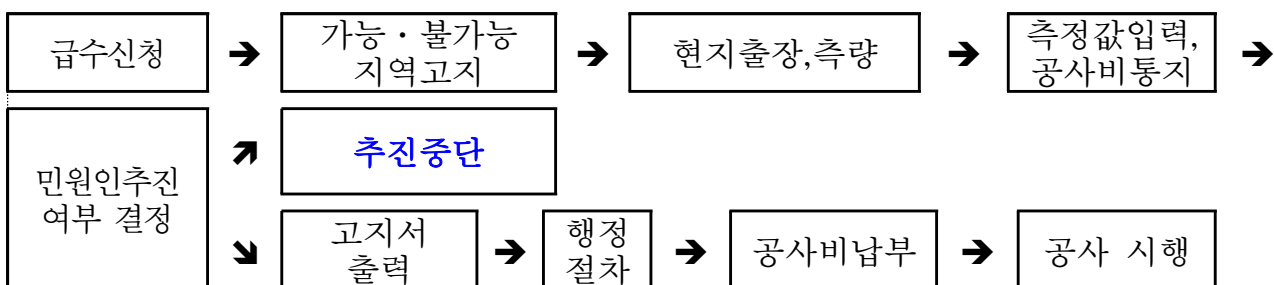 급수신청 ➔ 가능・불가능 지역고지 ➔ 현지출장,측량 ➔ 측정값입력, 공사비통지 ➔
민원인추진
여부 결정
추진중단
고지서 출력 ➔ 행정 절차 ➔ 공사비납부 ➔ 공사 시행